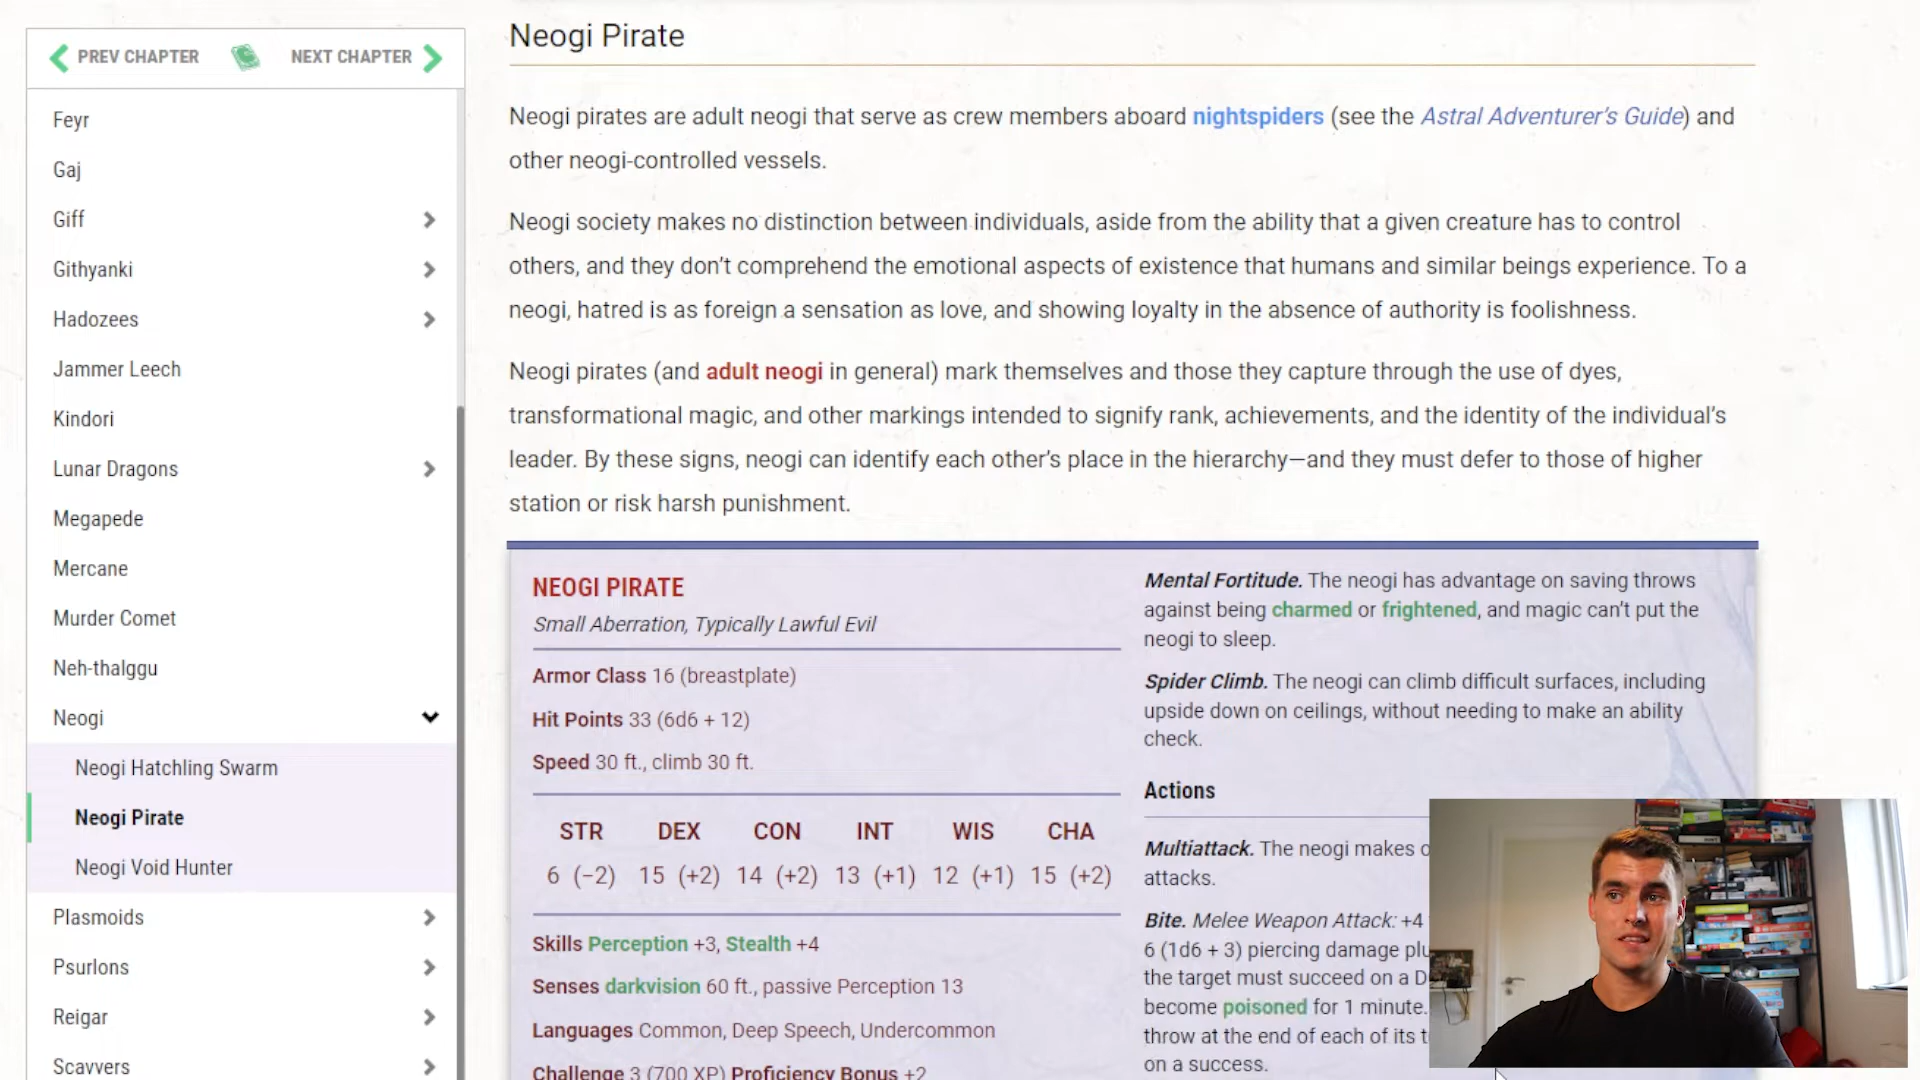 PREV CHAPTER
NEXT CHAPTER
Feyr
Gaj
Giff
Githyanki
Hadozees
Jammer Leech
Kindori
Lunar Dragons
Megapede
Mercane
Murder Comet
Neh-thalggu
Neogi
Neogi Hatchling Swarm
Neogi Pirate
Neogi Void Hunter
Plasmoids
Psurlons
Reigar
Scavvers
Neogi Pirate
Neogi pirates are adult neogi that serve as crew members aboard nightspiders (see the Astral Adventurer's Guide) and
other neogi-controlled vessels.
Neogi society makes no distinction between individuals, aside from the ability that a given creature has to control
others, and they don't comprehend the emotional aspects of existence that humans and similar beings experience. To a
neogi, hatred is as foreign a sensation as love, and showing loyalty in the absence of authority is foolishness.
Neogi pirates (and adult neogi in general) mark themselves and those they capture through the use of dyes,
transformational magic, and other markings intended to signify rank, achievements, and the identity of the individual's
leader. By these signs, neogi can identify each other's place in the hierarchy—and they must defer to those of higher
station or risk harsh punishment.
NEOGI PIRATE
Small Aberration, Typically Lawful Evil
Armor Class 16 (breastplate)
Hit Points 33 (6d6 + 12)
Speed 30 ft., climb 30 ft.
STR DEX CON INT WIS CHA
6 (−2) 15 (+2) 14 (+2) 13 (+1) 12 (+1) 15 (+2)
Skills Perception +3, Stealth +4
Senses darkvision 60 ft., passive Perception 13
Languages Common, Deep Speech, Undercommon
Challenge 3 (700 XP) Proficiency Bonus +2
Mental Fortitude. The neogi has advantage on saving throws
against being charmed or frightened, and magic can't put the
neogi to sleep.
Spider Climb. The neogi can climb difficult surfaces, including
upside down on ceilings, without needing to make an ability
check.
Actions
Multiattack. The neogi makes
attacks.
Bite. Melee Weapon Attack: +4
6 (1d6 + 3) piercing damage plu
the target must succeed on a D
become poisoned for 1 minute.
throw at the end of each of its t
on a success.